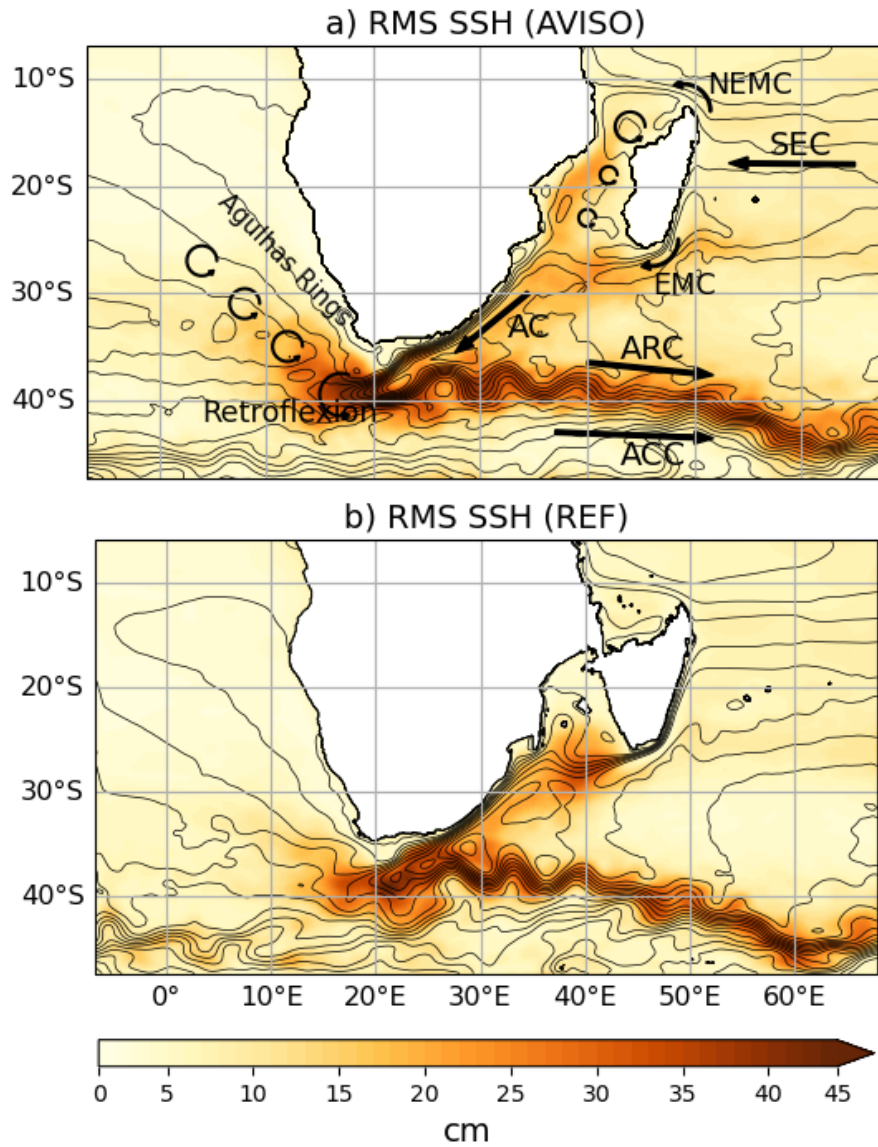 a) RMS SSH (AVISO)
10°S
20°S
30°S
40°S
NEMC
SEC
Agulhas Rings
EMC
AC
ARC
Retroflexion
ACC
b) RMS SSH (REF)
10°S
20°S
30°S
40°S
0° 10°E 20°E 30°E 40°E 50°E 60°E
0 5 10 15 20 25 30 35 40 45
cm